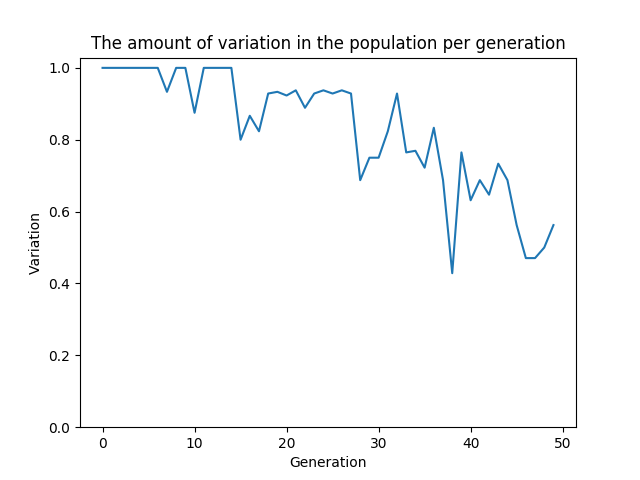 The amount of variation in the population per generation
1.0
0.8
0.6
0.4
0.2
0.0
Variation
0 10 20 30 40 50
Generation